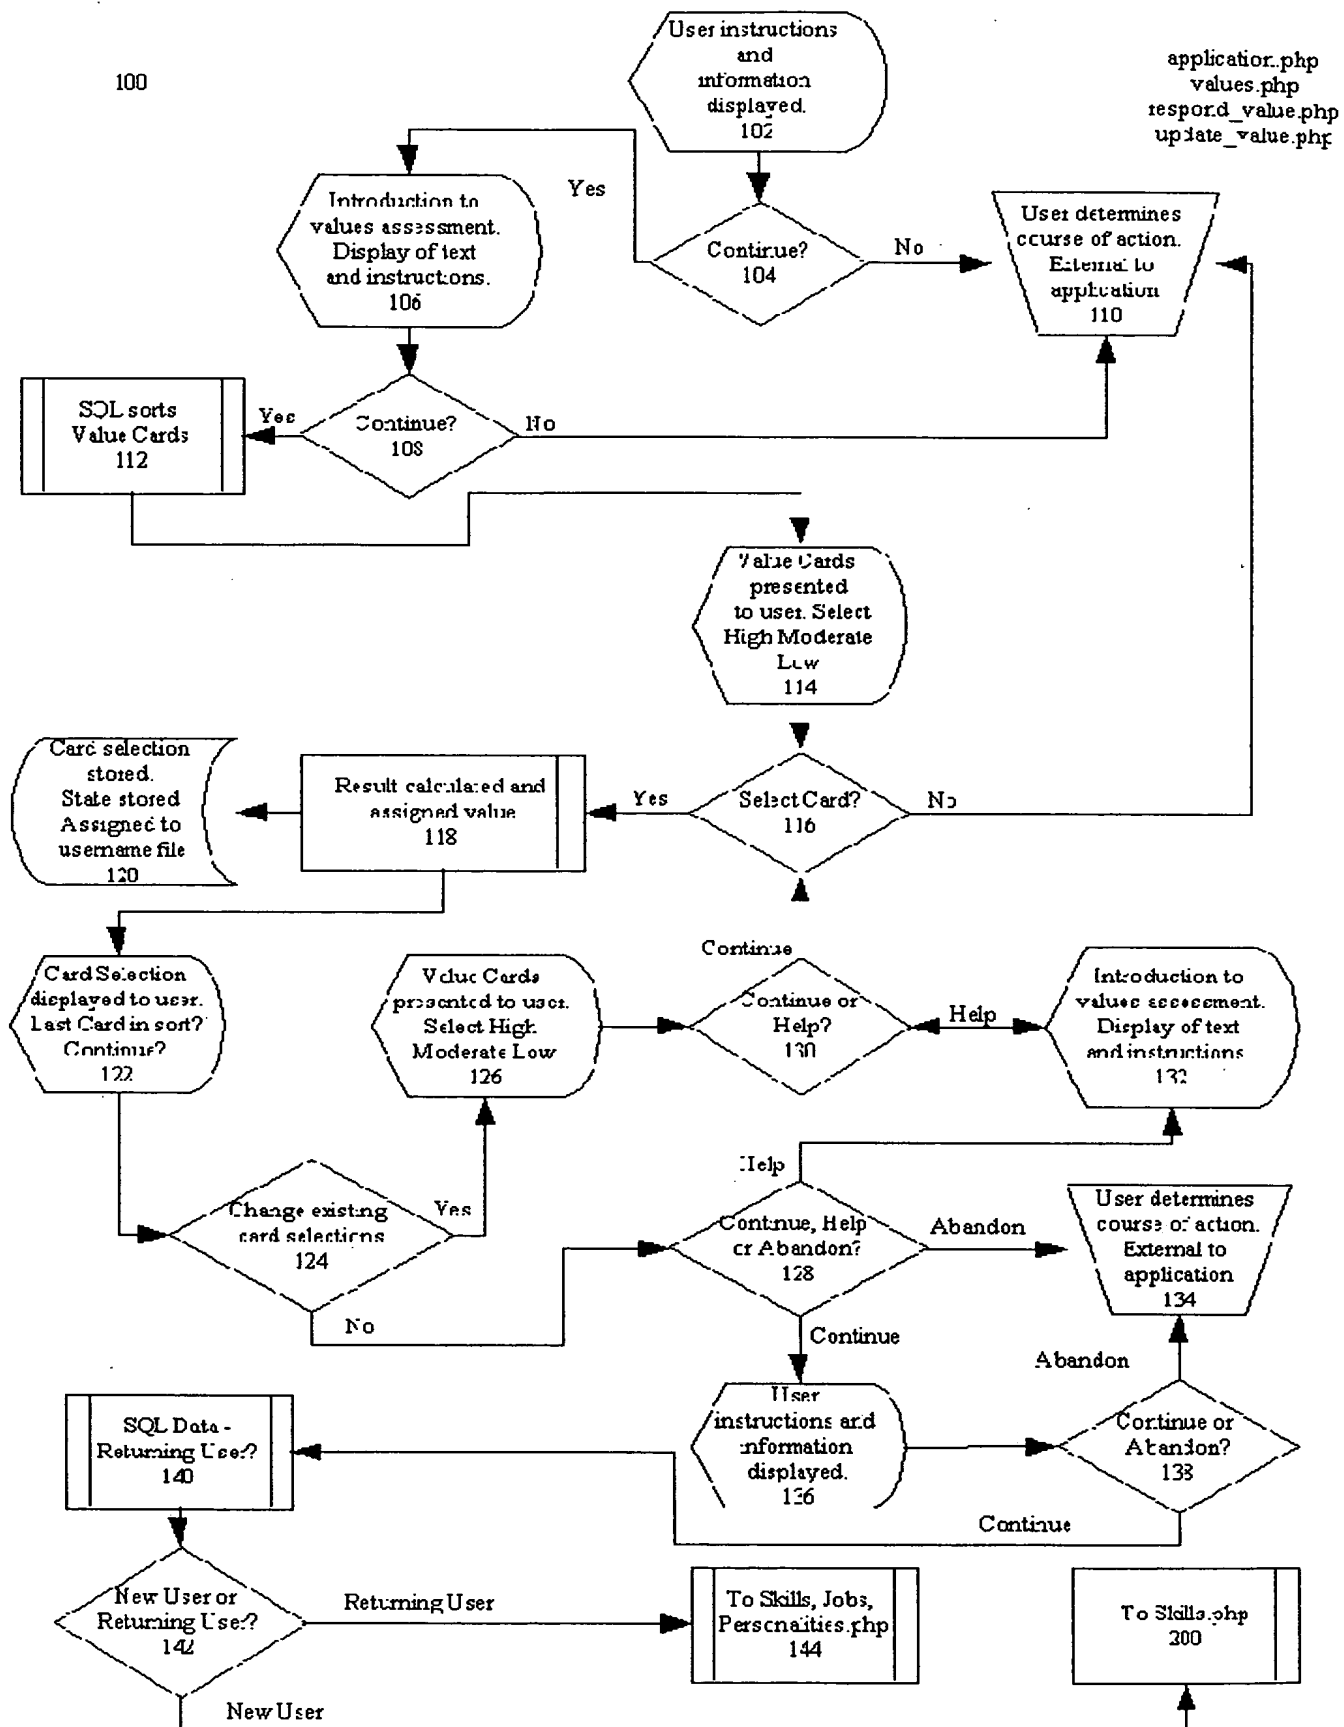 100
User instructions
and
information
displayed.
102
application.php
values.php
respond_value.php
update_value.php
Yes
Introduction to
values assessment.
Display of text
and instructions.
106
Continue?
104
No
User determines
course of action.
External to
application
110
SQL sorts
Value Cards
112
Yes
Continue?
108
No
Value Cards
presented
to user. Select
High Moderate
Low
114
Card selection
stored.
State stored
Assigned to
username file
120
Result calculated and
assigned value
118
Yes
Select Card?
116
No
Card Selection
displayed to user.
Last Card in sort?
Continue?
122
Value Cards
presented to user.
Select High
Moderate Low
126
Continue
Continue or
Help?
130
Help
Introduction to
values assessment.
Display of text
and instructions
132
Help
Change existing
card selections
124
Yes
No
Continue, Help
or Abandon?
128
Abandon
User determines
course of action.
External to
application
134
Continue
Abandon
SQL Data -
Returning User?
140
User
instructions and
information
displayed.
136
Continue or
Abandon?
138
Continue
New User or
Returning User?
142
Returning User
To Skills, Jobs,
Personalities.php
144
To Skills.php
200
New User